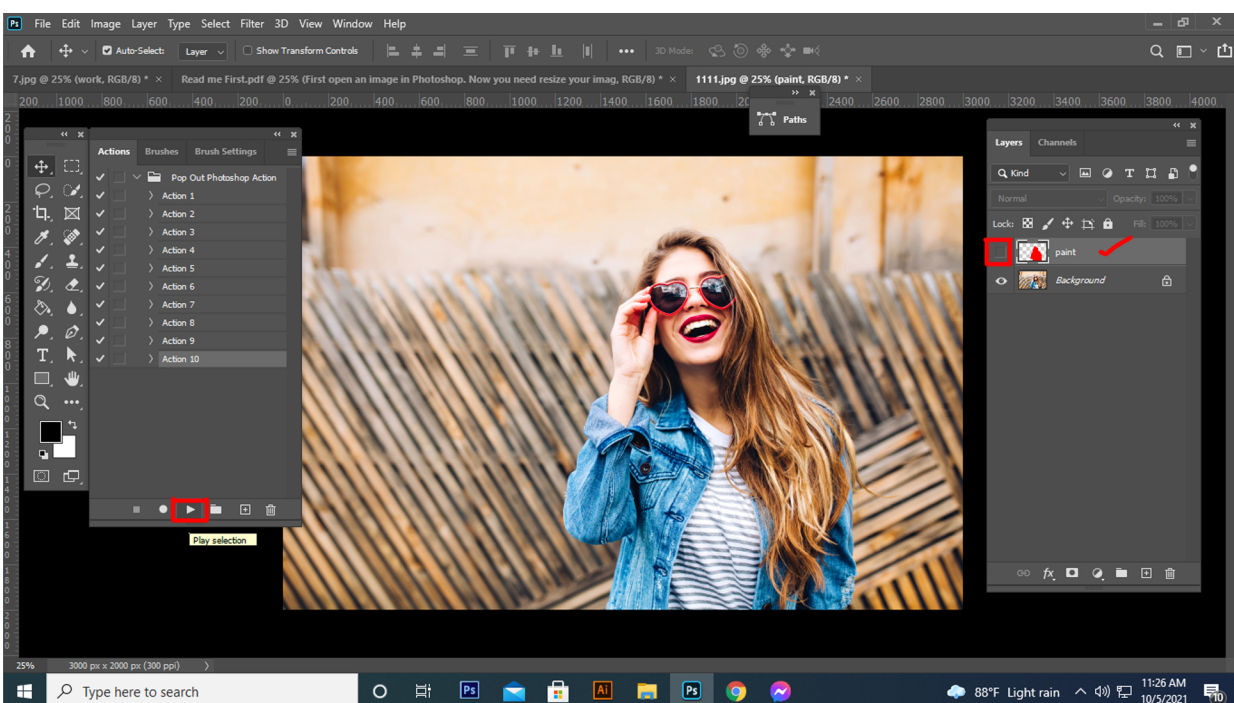 Ps File Edit Image Layer Type Select Filter 3D View Window Help
Auto-Select: Layer Show Transform Controls 3D Mode:
7.jpg @ 25% (work, RGB/8) * × Read me First.pdf @ 25% (First open an image in Photoshop. Now you need resize your imag, RGB/8) * × 1111.jpg @ 25% (paint, RGB/8) * ×
200 1000 800 600 400 200 0 200 400 600 800 1000 1200 1400 1600 1800 20 2400 2600 2800 3000 3200 3400 3600 3800 4000
Paths
Actions Brushes Brush Settings
Pop Out Photoshop Action
Action 1
Action 2
Action 3
Action 4
Action 5
Action 6
Action 7
Action 8
Action 9
Action 10
Play selection
Layers Channels
Kind
Normal Opacity: 100%
Lock: Fill: 100%
paint
Background
25% 3000 px x 2000 px (300 ppi)
Type here to search
Ps Ai Ps
88°F Light rain
11:26 AM
10/5/2021
10